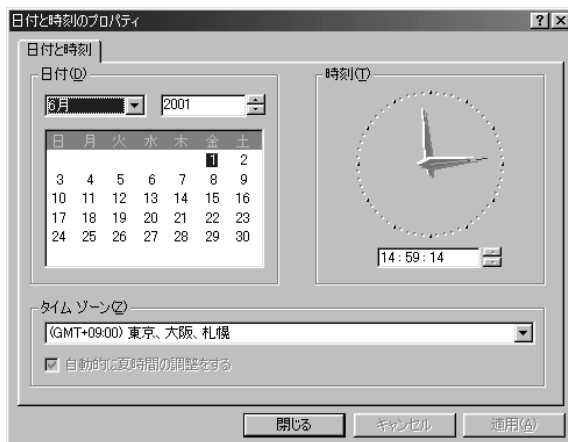 日付と時刻のプロパティ
日付と時刻
日付(D)
6月
2001
日 月 火 水 木 金 土
1 2
3 4 5 6 7 8 9
10 11 12 13 14 15 16
17 18 19 20 21 22 23
24 25 26 27 28 29 30
時刻(T)
14:59:14
タイム ゾーン(Z)
(GMT+09:00) 東京、大阪、札幌
自動的に夏時間の調整をする
閉じる
キャンセル
適用(A)